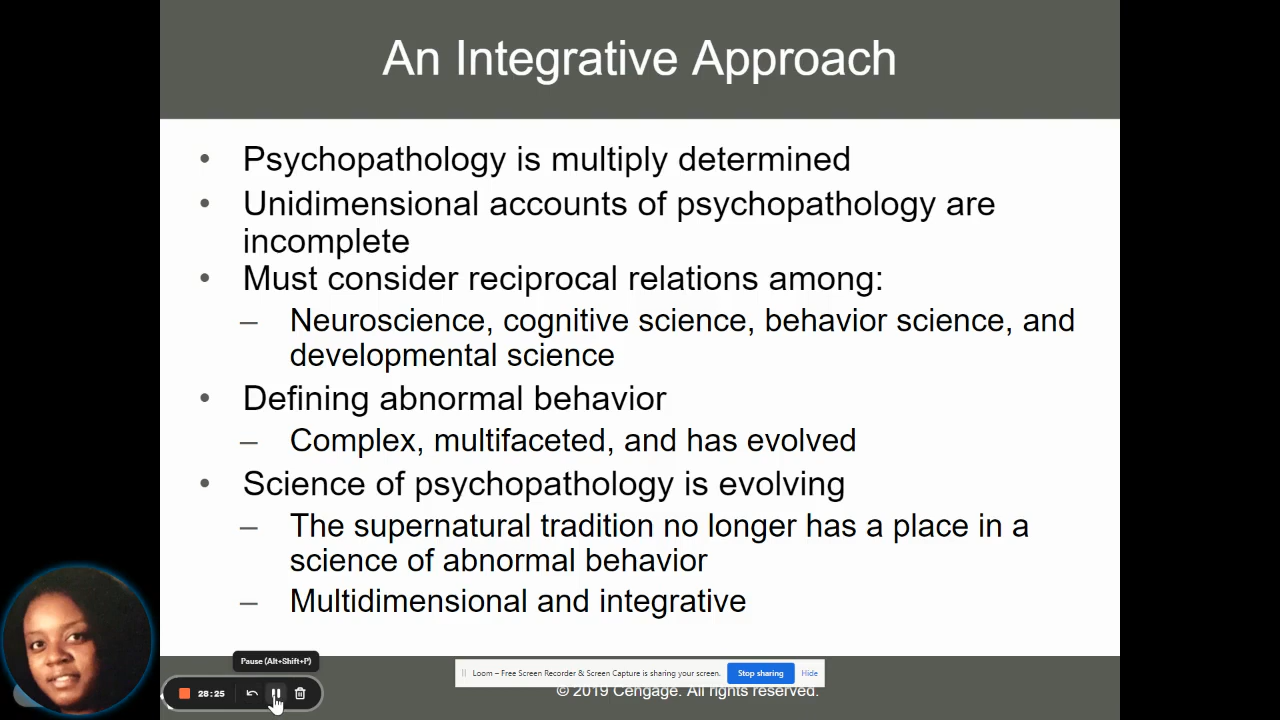 An Integrative Approach
• Psychopathology is multiply determined
• Unidimensional accounts of psychopathology are
incomplete
• Must consider reciprocal relations among:
– Neuroscience, cognitive science, behavior science, and
developmental science
• Defining abnormal behavior
– Complex, multifaceted, and has evolved
• Science of psychopathology is evolving
– The supernatural tradition no longer has a place in a
science of abnormal behavior
– Multidimensional and integrative
Pause (Alt+Shift+P)
28:25
Loom – Free Screen Recorder & Screen Capture is sharing your screen.
Stop sharing
Hide
© 2019 Cengage. All rights reserved.